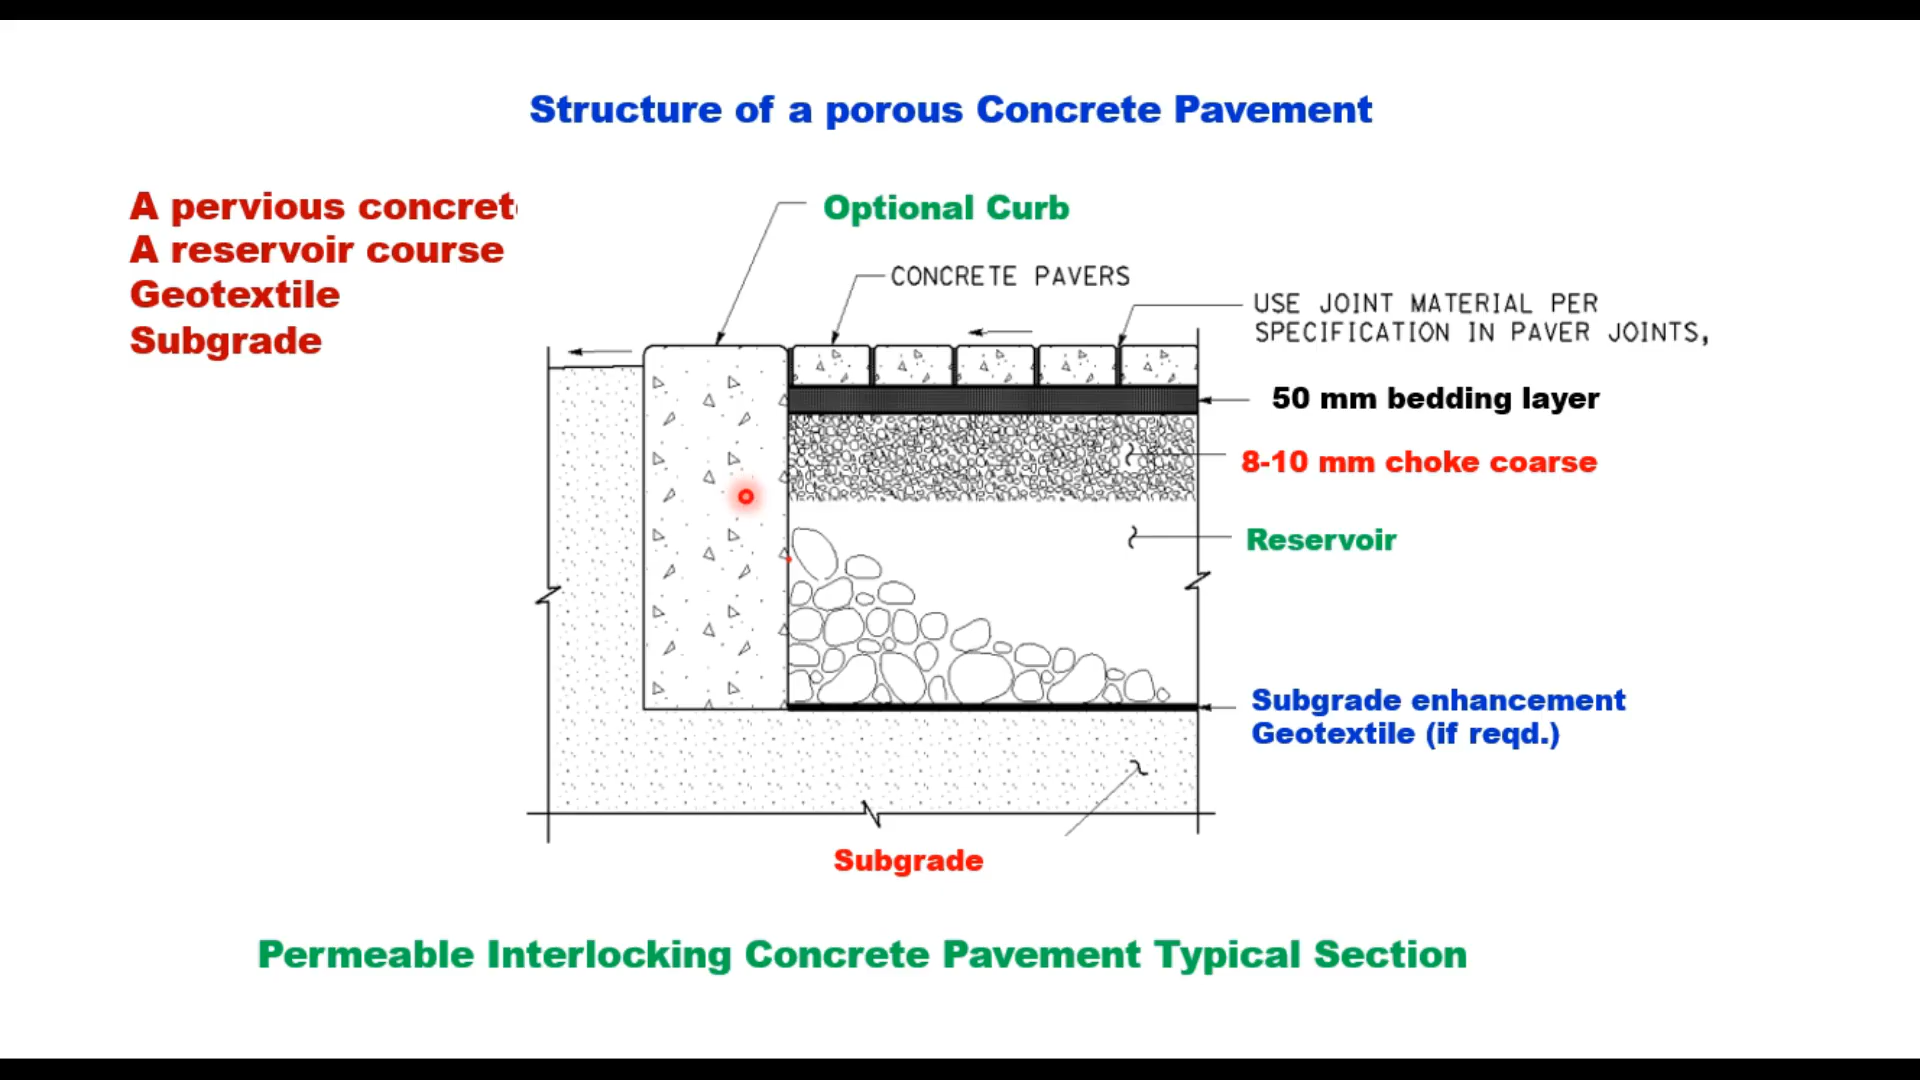 Structure of a porous Concrete Pavement
A pervious concrete
A reservoir course
Geotextile
Subgrade
Optional Curb
CONCRETE PAVERS
USE JOINT MATERIAL PER
SPECIFICATION IN PAVER JOINTS,
50 mm bedding layer
8-10 mm choke coarse
Reservoir
Subgrade enhancement
Geotextile (if reqd.)
Subgrade
Permeable Interlocking Concrete Pavement Typical Section